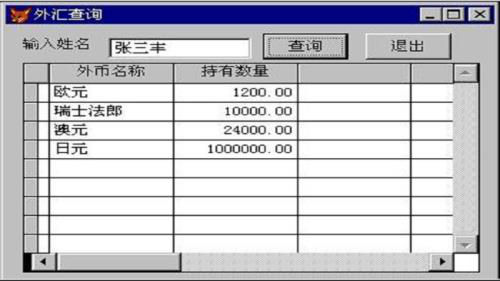 外汇查询
输入姓名 张三丰 查询 退出
外币名称 持有数量
欧元 1200.00
瑞士法郎 10000.00
澳元 24000.00
日元 1000000.00